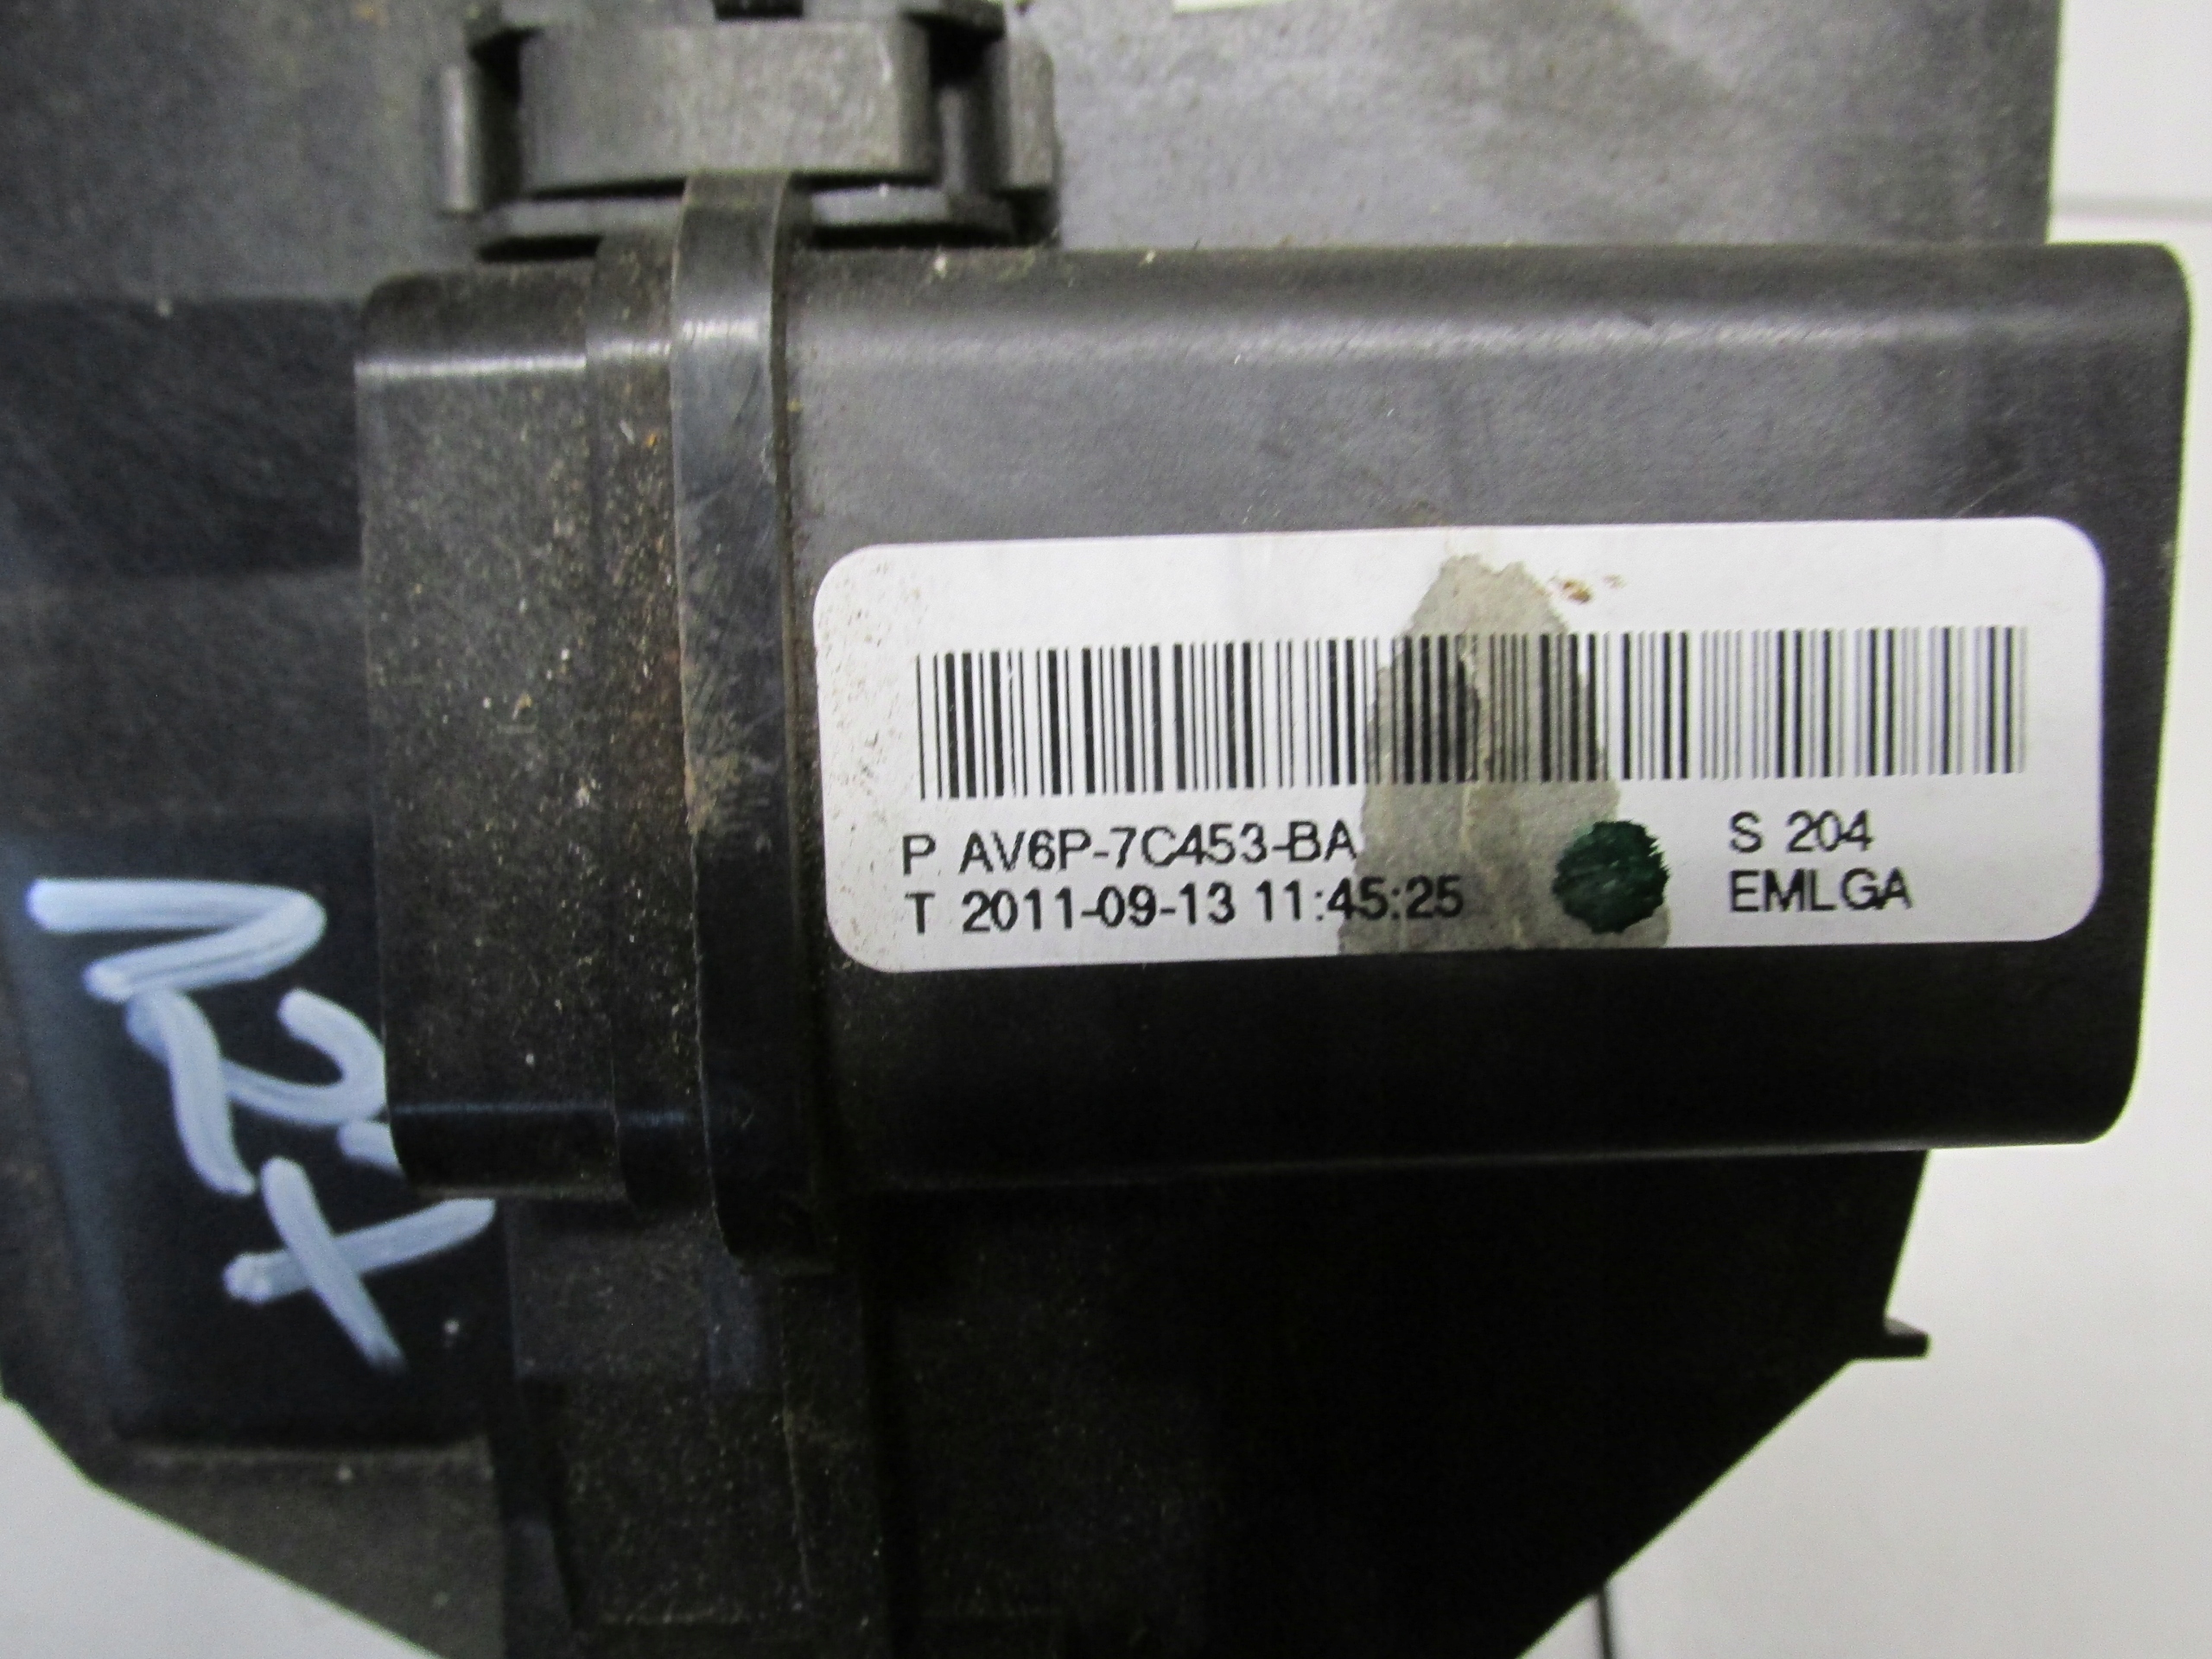 P AV6P-7C453-BA
T 2011-09-13 11:45:25
S 204
EMLGA